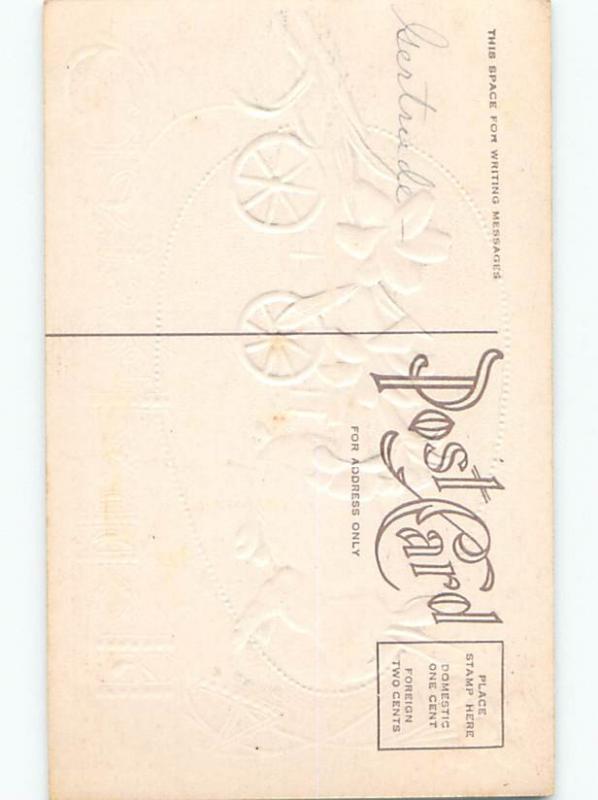 THIS SPACE FOR WRITING MESSAGES
Gertrude -
Post Card
FOR ADDRESS ONLY
PLACE
STAMP HERE
DOMESTIC
ONE CENT
FOREIGN
TWO CENTS